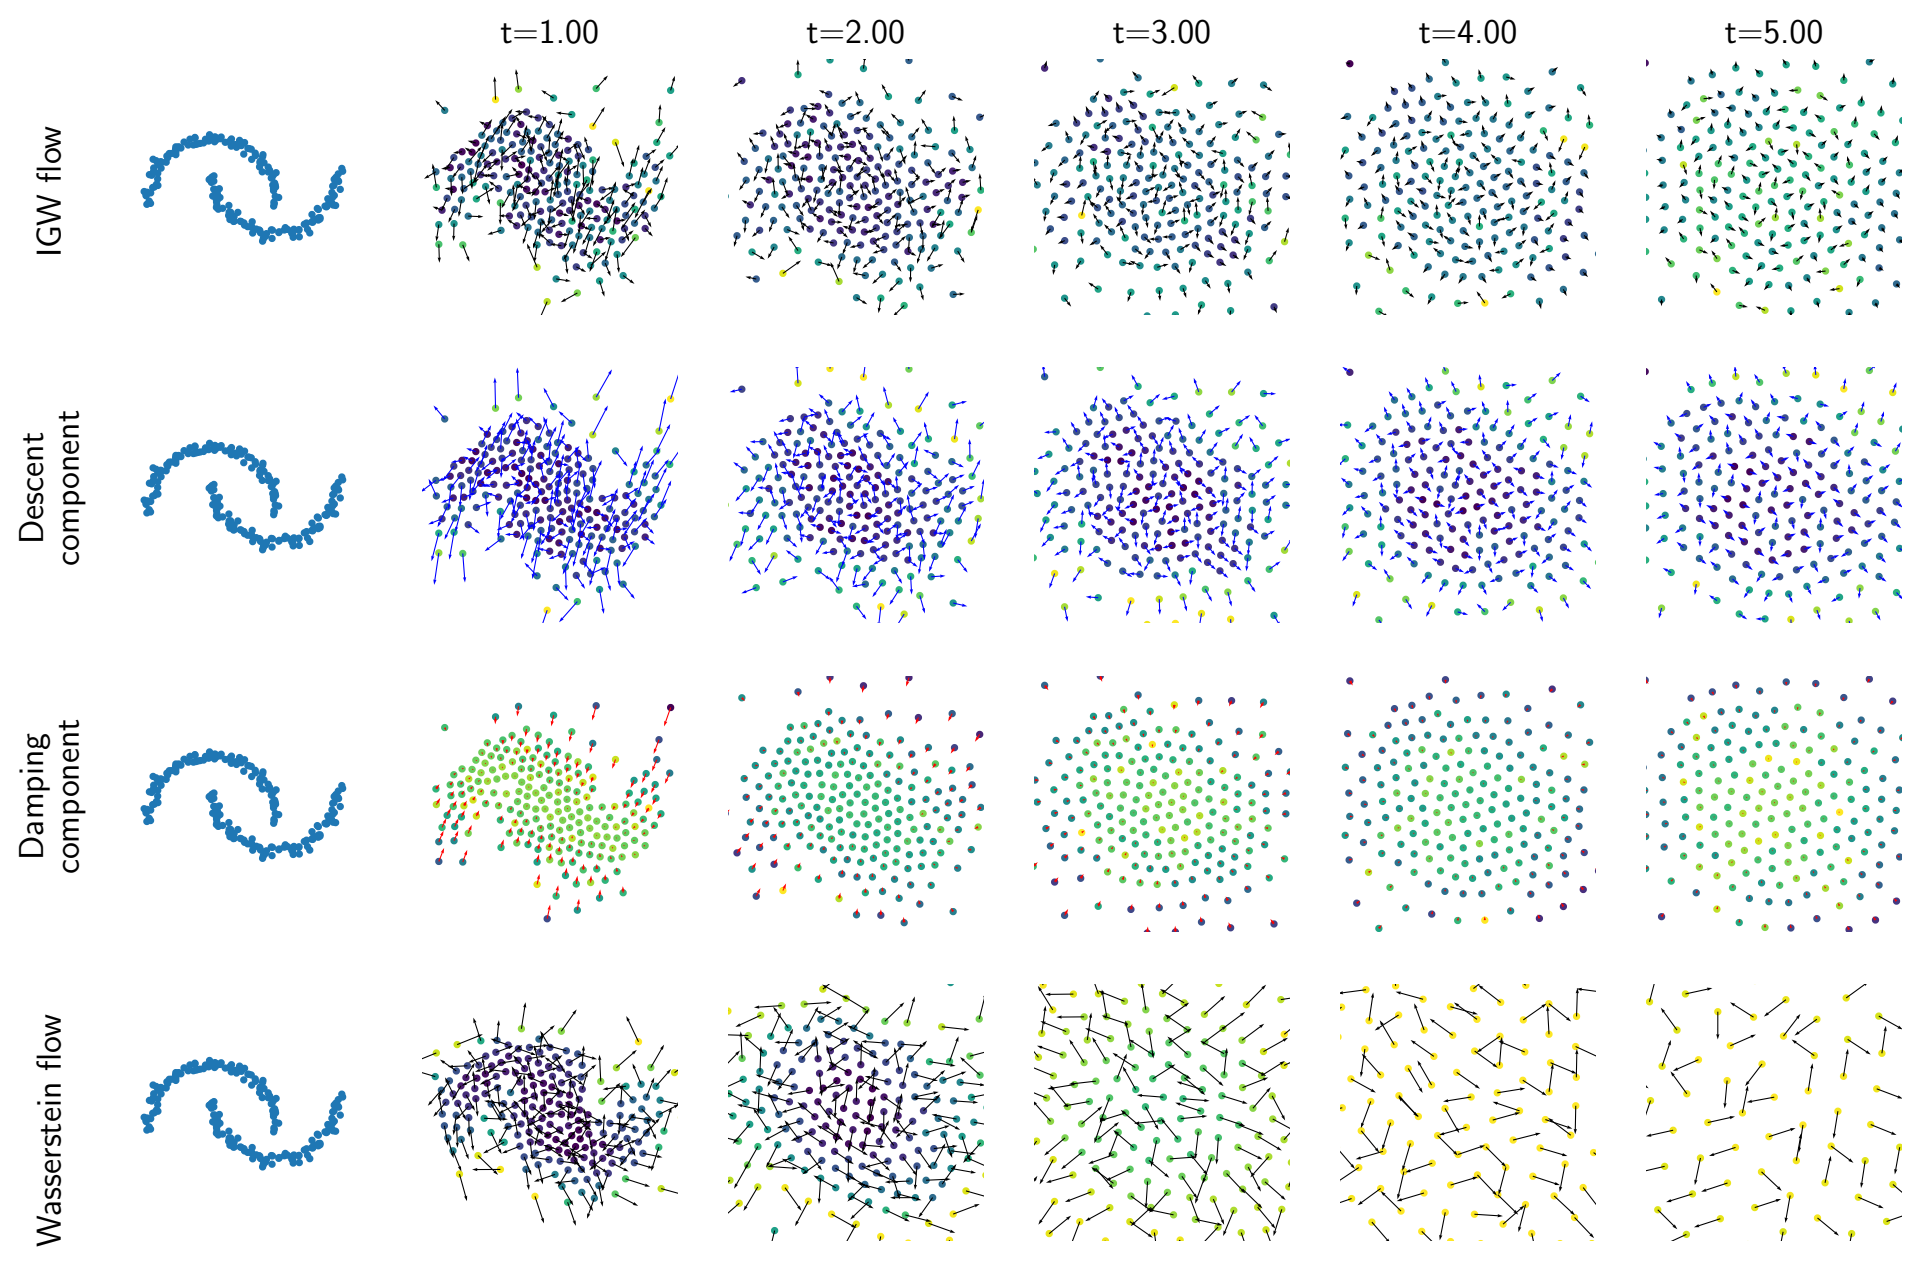 t=1.00 t=2.00 t=3.00 t=4.00 t=5.00
IGW flow
Descent
component
Damping
component
Wasserstein flow